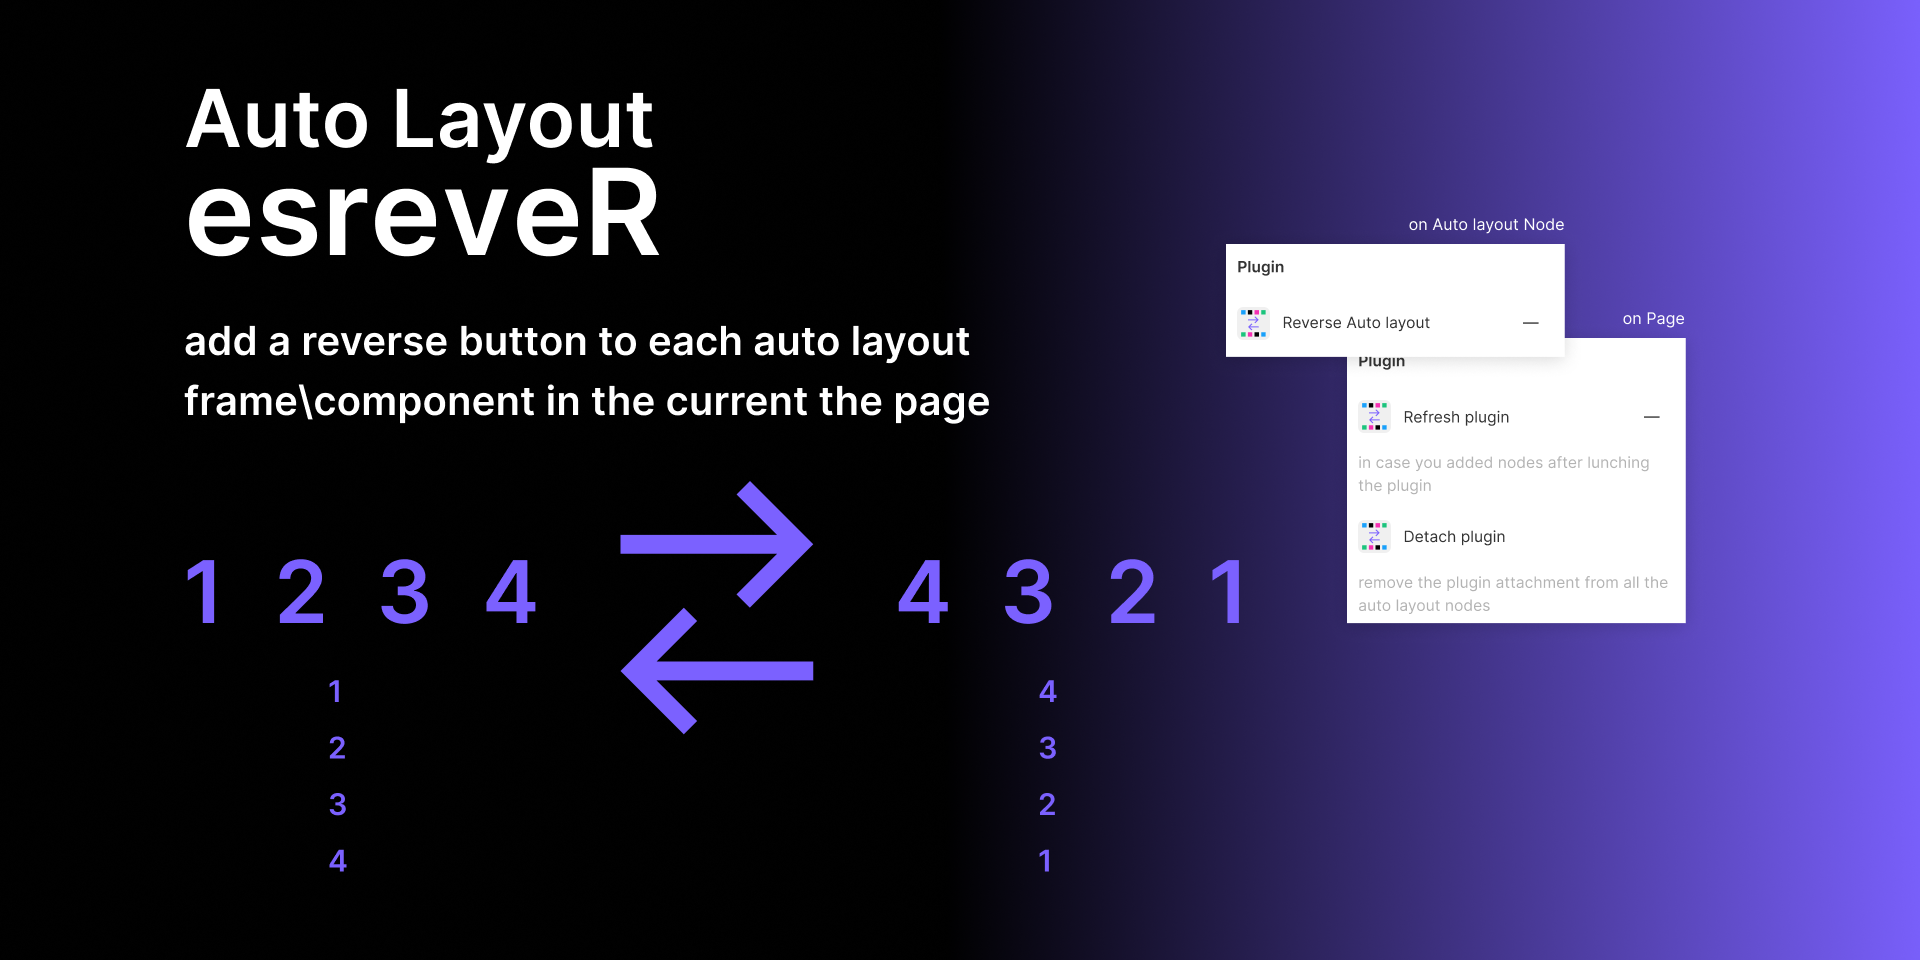 Auto Layout
esreveR
add a reverse button to each auto layout
frame\component in the current the page
1 2 3 4
4 3 2 1
1
2
3
4
4
3
2
1
on Auto layout Node
Plugin
Reverse Auto layout
on Page
Plugin
Refresh plugin
in case you added nodes after lunching
the plugin
Detach plugin
remove the plugin attachment from all the
auto layout nodes